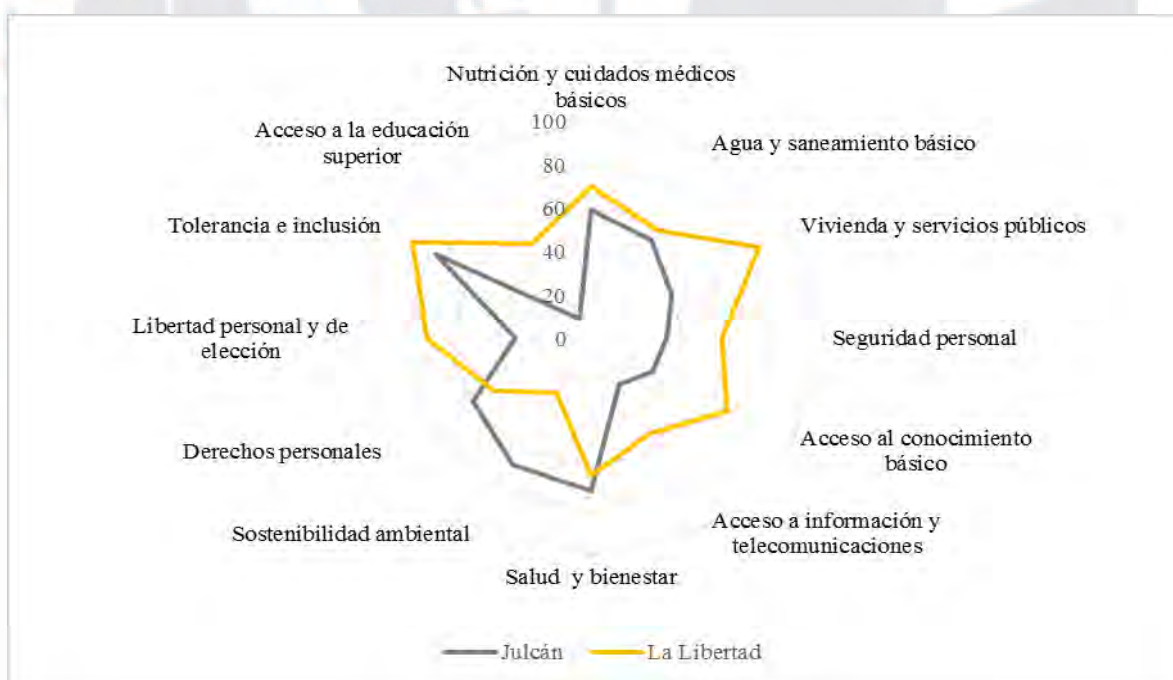 Nutrición y cuidados médicos
básicos
Acceso a la educación
superior
100
Agua y saneamiento básico
80
Tolerancia e inclusión
60
Vivienda y servicios públicos
40
20
Libertad personal y de
elección
0
Seguridad personal
Derechos personales
Acceso al conocimiento
básico
Sostenibilidad ambiental
Acceso a información y
telecomunicaciones
Salud y bienestar
Julcán
La Libertad